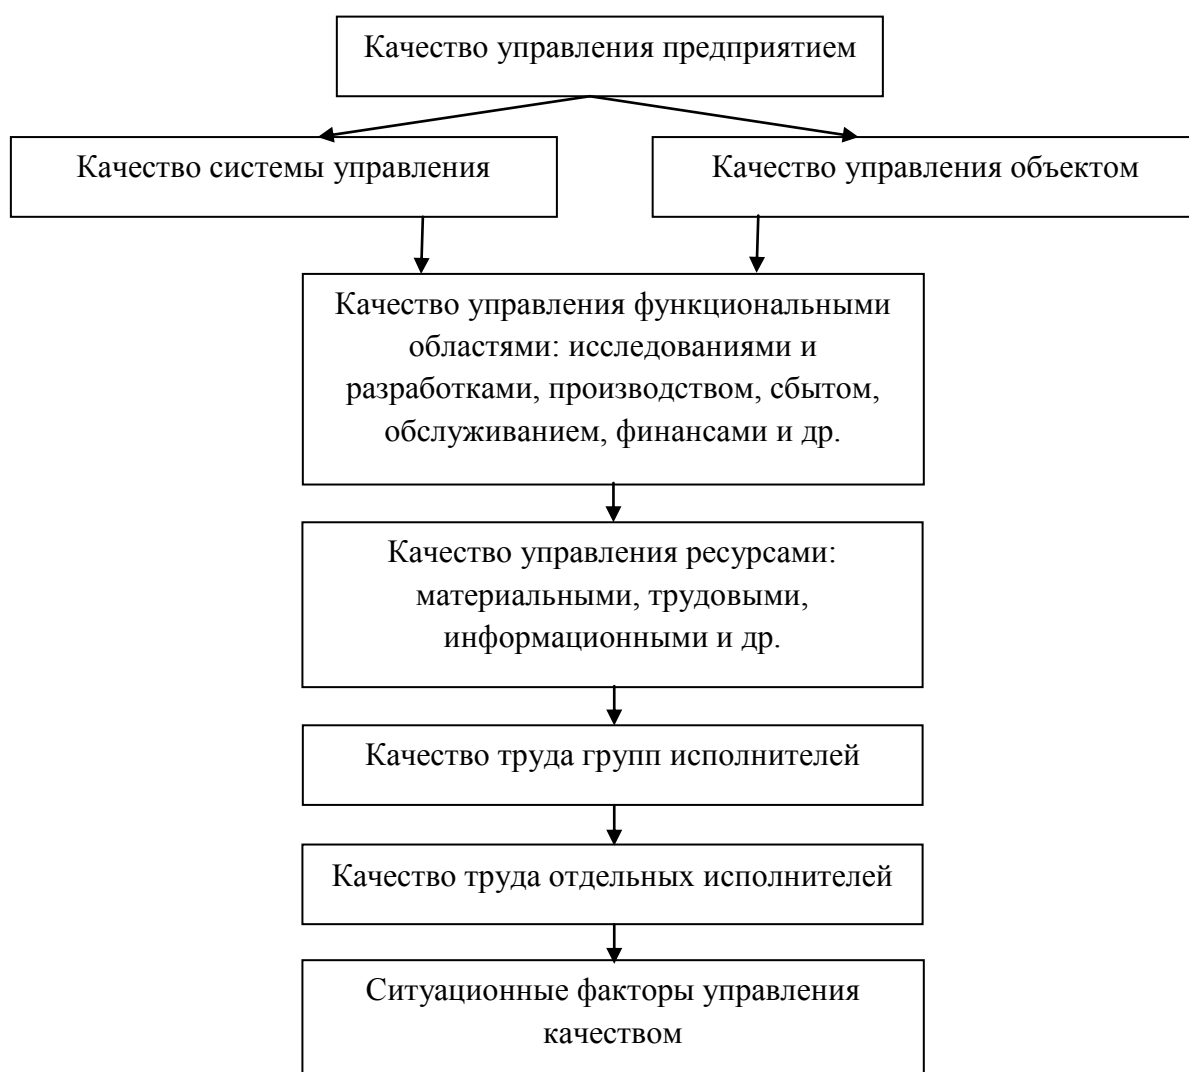 Качество управления предприятием
Качество системы управления
Качество управления объектом
Качество управления функциональными
областями: исследованиями и
разработками, производством, сбытом,
обслуживанием, финансами и др.
Качество управления ресурсами:
материальными, трудовыми,
информационными и др.
Качество труда групп исполнителей
Качество труда отдельных исполнителей
Ситуационные факторы управления
качеством